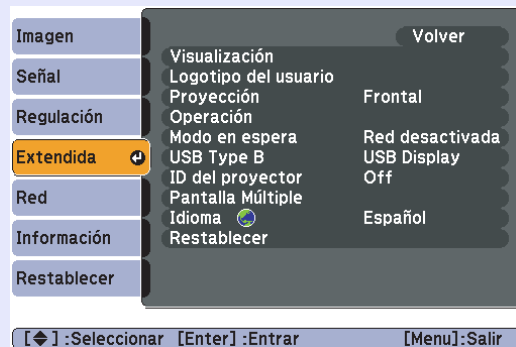 Imagen
Señal
Regulación
Extendida
Red
Información
Restablecer
Volver
Visualización
Logotipo del usuario
Proyección Frontal
Operación
Modo en espera Red desactivada
USB Type B USB Display
ID del proyector Off
Pantalla Múltiple
Idioma Español
Restablecer
[◆] :Seleccionar [Enter] :Entrar [Menu]:Salir